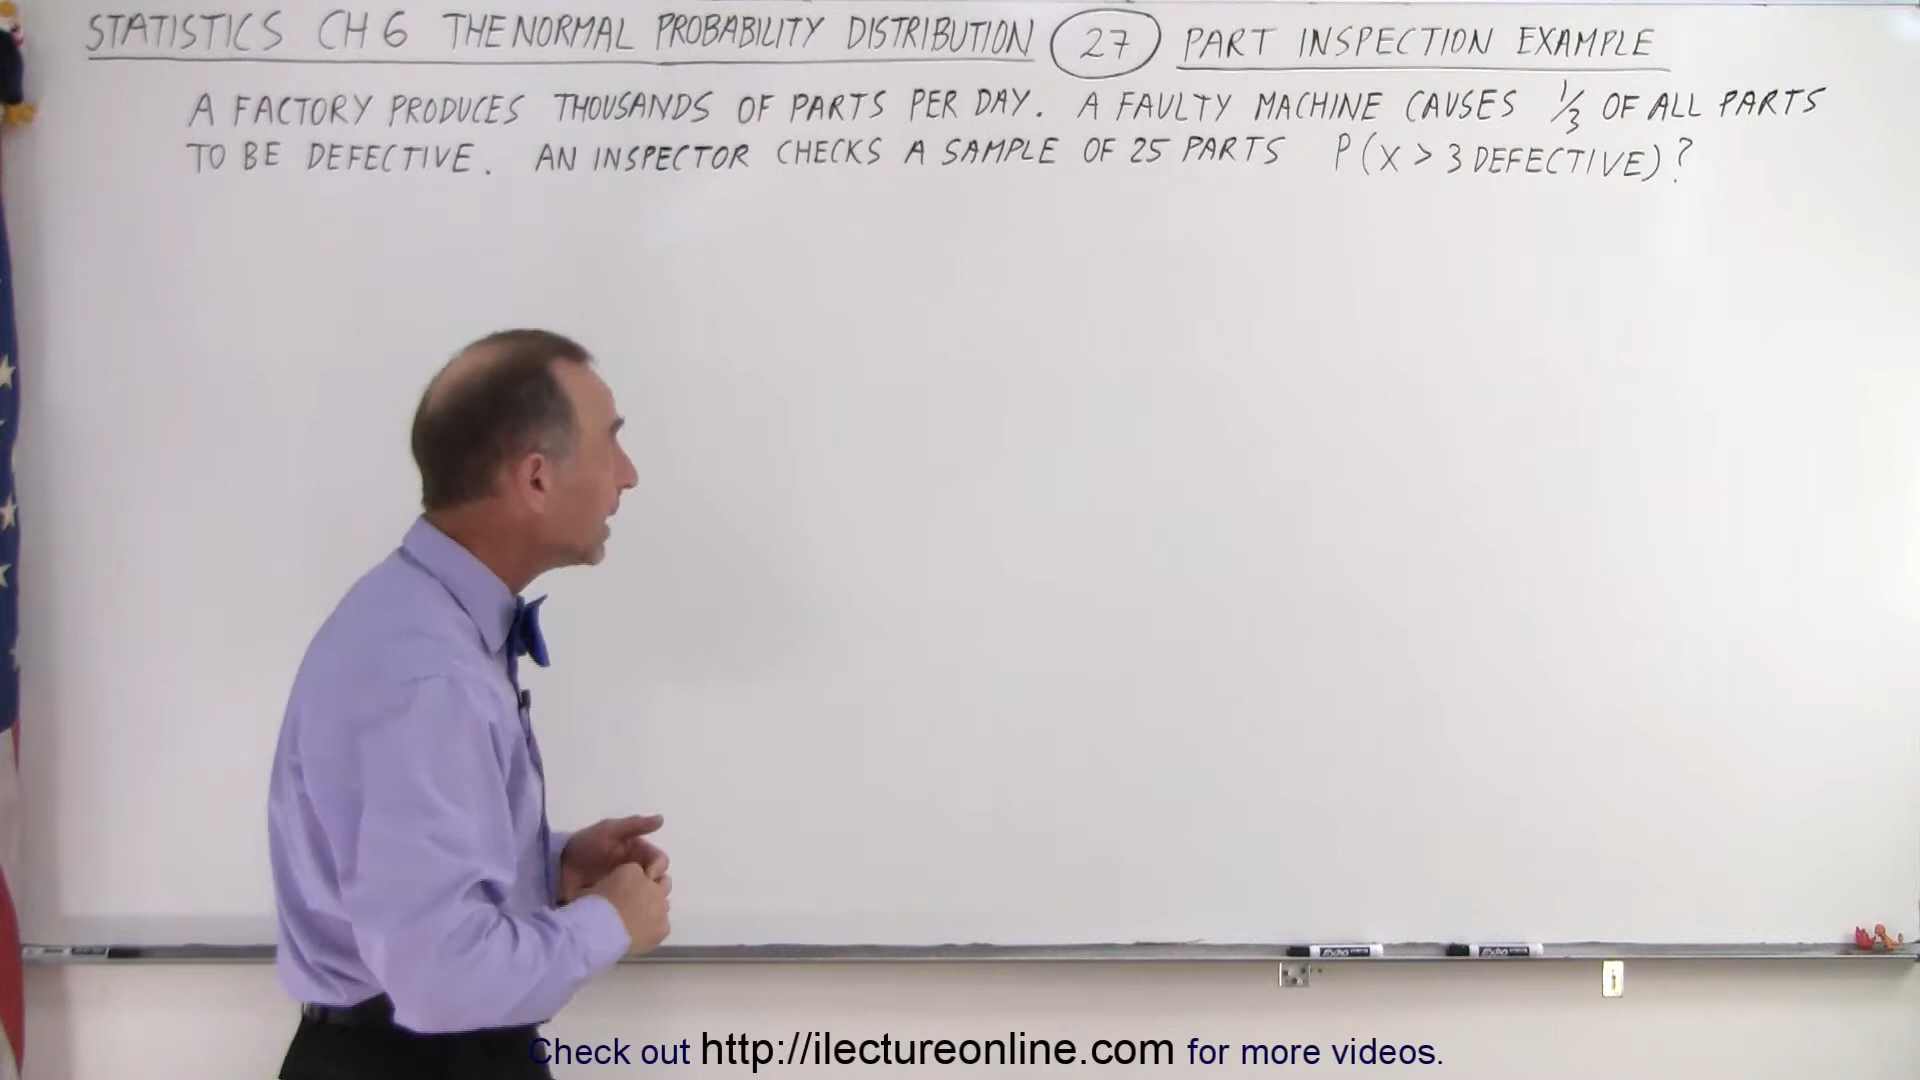 STATISTICS CH 6 THE NORMAL PROBABILITY DISTRIBUTION 27 PART INSPECTION EXAMPLE
A FACTORY PRODUCES THOUSANDS OF PARTS PER DAY. A FAULTY MACHINE CAUSES 1/3 OF ALL PARTS
TO BE DEFECTIVE. AN INSPECTOR CHECKS A SAMPLE OF 25 PARTS P(X > 3 DEFECTIVE)?
EXPO EXPO
Check out http://ilectureonline.com for more videos.